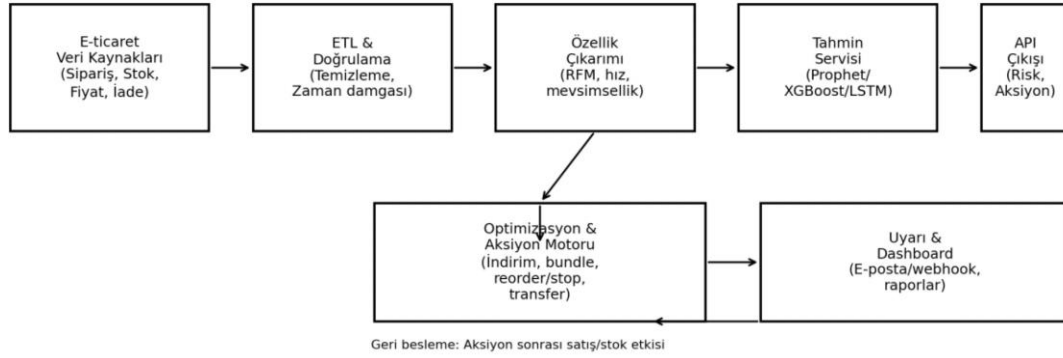 E-ticaret
Veri Kaynakları
(Sipariş, Stok,
Fiyat, İade)
ETL &
Doğrulama
(Temizleme,
Zaman damgası)
Özellik
Çıkarımı
(RFM, hız,
mevsimsellik)
Tahmin
Servisi
(Prophet/
XGBoost/LSTM)
API
Çıkışı
(Risk,
Aksiyon)
Optimizasyon &
Aksiyon Motoru
(İndirim, bundle,
reorder/stop,
transfer)
Uyarı &
Dashboard
(E-posta/webhook,
raporlar)
Geri besleme: Aksiyon sonrası satış/stok etkisi